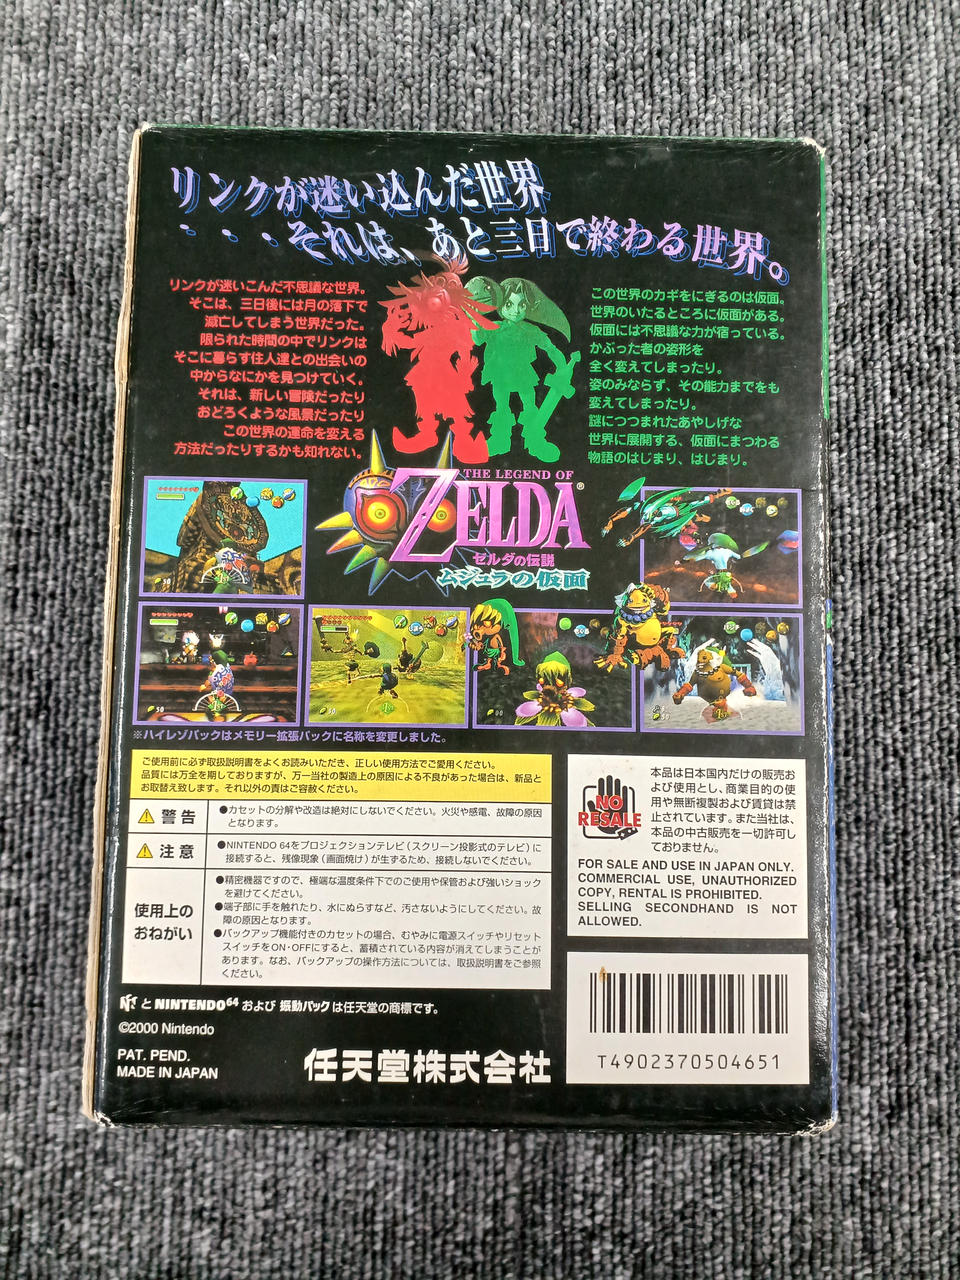 リンクが迷い込んだ世界
・・・それは、あと三日で終わる世界。
リンクが迷いこんだ不思議な世界。
そこは、三日後には月の落下で
滅亡してしまう世界だった。
限られた時間の中でリンクは
そこに暮らす住人達との出会いの
中からなにかを見つけていく。
それは、新しい冒険だったり
おどろくような風景だったり
この世界の運命を変える
方法だったりするかも知れない。
この世界のカギをにぎるのは仮面。
世界のいたるところに仮面がある。
仮面には不思議な力が宿っている。
かぶった者の姿形を
全く変えてしまったり。
姿のみならず、その能力までをも
変えてしまったり。
謎につつまれたあやしげな
世界に展開する、仮面にまつわる
物語のはじまり、はじまり。
THE LEGEND OF
ZELDA®
ゼルダの伝説
ムジュラの仮面
※ハイレゾパックはメモリー拡張パックに名称を変更しました。
ご使用前に必ず取扱説明書をよくお読みいただき、正しい使用方法でご愛用ください。
品質には万全を期しておりますが、万一当社の製造上の原因による不良があった場合は、新品と
お取替え致します。それ以外の責はご容赦ください。
警告
●カセットの分解や改造は絶対にしないでください。火災や感電、故障の原因
となります。
注意
●NINTENDO 64をプロジェクションテレビ(スクリーン投影式のテレビ)に
接続すると、残像現象(画面焼け)が生ずるため、接続しないでください。
使用上の
おねがい
●精密機器ですので、極端な温度条件下でのご使用や保管および強いショック
を避けてください。
●端子部に手を触れたり、水にぬらすなど、汚さないようにしてください。故
障の原因となります。
●バックアップ機能付きのカセットの場合、むやみに電源スイッチやリセット
スイッチをON・OFFにすると、蓄積されている内容が消えてしまうことが
あります。なお、バックアップの操作方法については、取扱説明書をご参照
ください。
NO
RESALE
本品は日本国内だけの販売お
よび使用とし、商業目的の使
用や無断複製および賃貸は禁
止されています。また当社は、
本品の中古販売を一切許可し
ておりません。
FOR SALE AND USE IN JAPAN ONLY.
COMMERCIAL USE, UNAUTHORIZED
COPY, RENTAL IS PROHIBITED.
SELLING SECONDHAND IS NOT
ALLOWED.
と NINTENDO64 および 振動パック は任天堂の商標です。
©2000 Nintendo
PAT. PEND.
MADE IN JAPAN
任天堂株式会社
T4902370504651